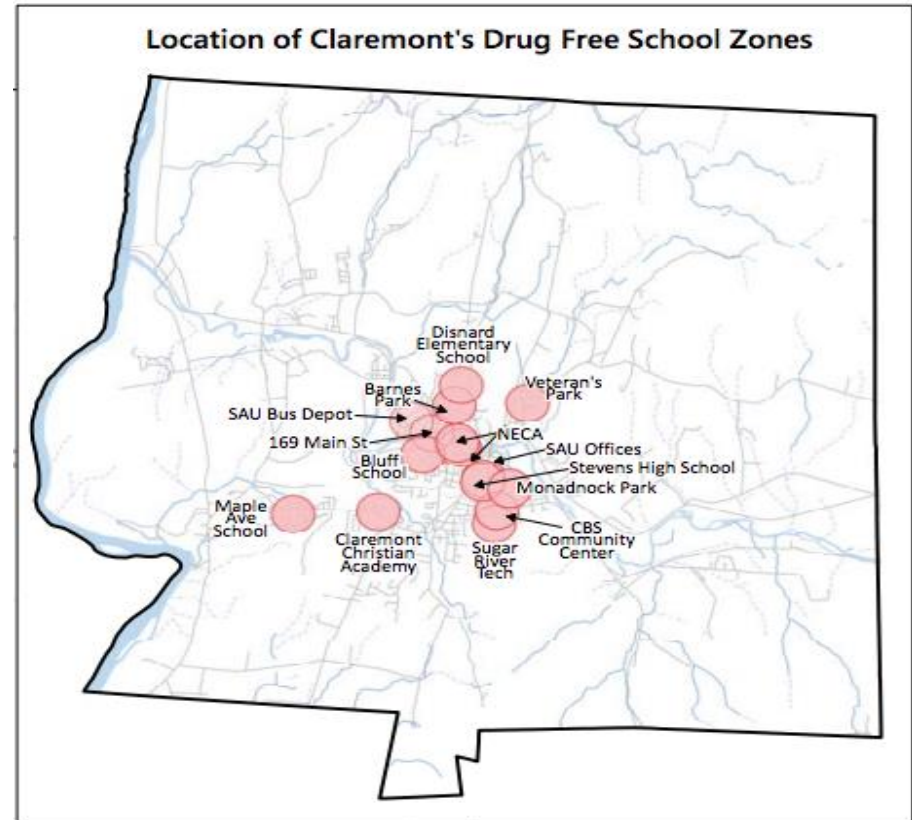 Location of Claremont's Drug Free School Zones
Disnard
Elementary
School
Barnes
Park
Veteran's
Park
SAU Bus Depot
169 Main St
NECA
SAU Offices
Bluff
School
Stevens High School
Monadnock Park
Maple
Ave
School
Claremont
Christian
Academy
Sugar
River
Tech
CBS
Community
Center